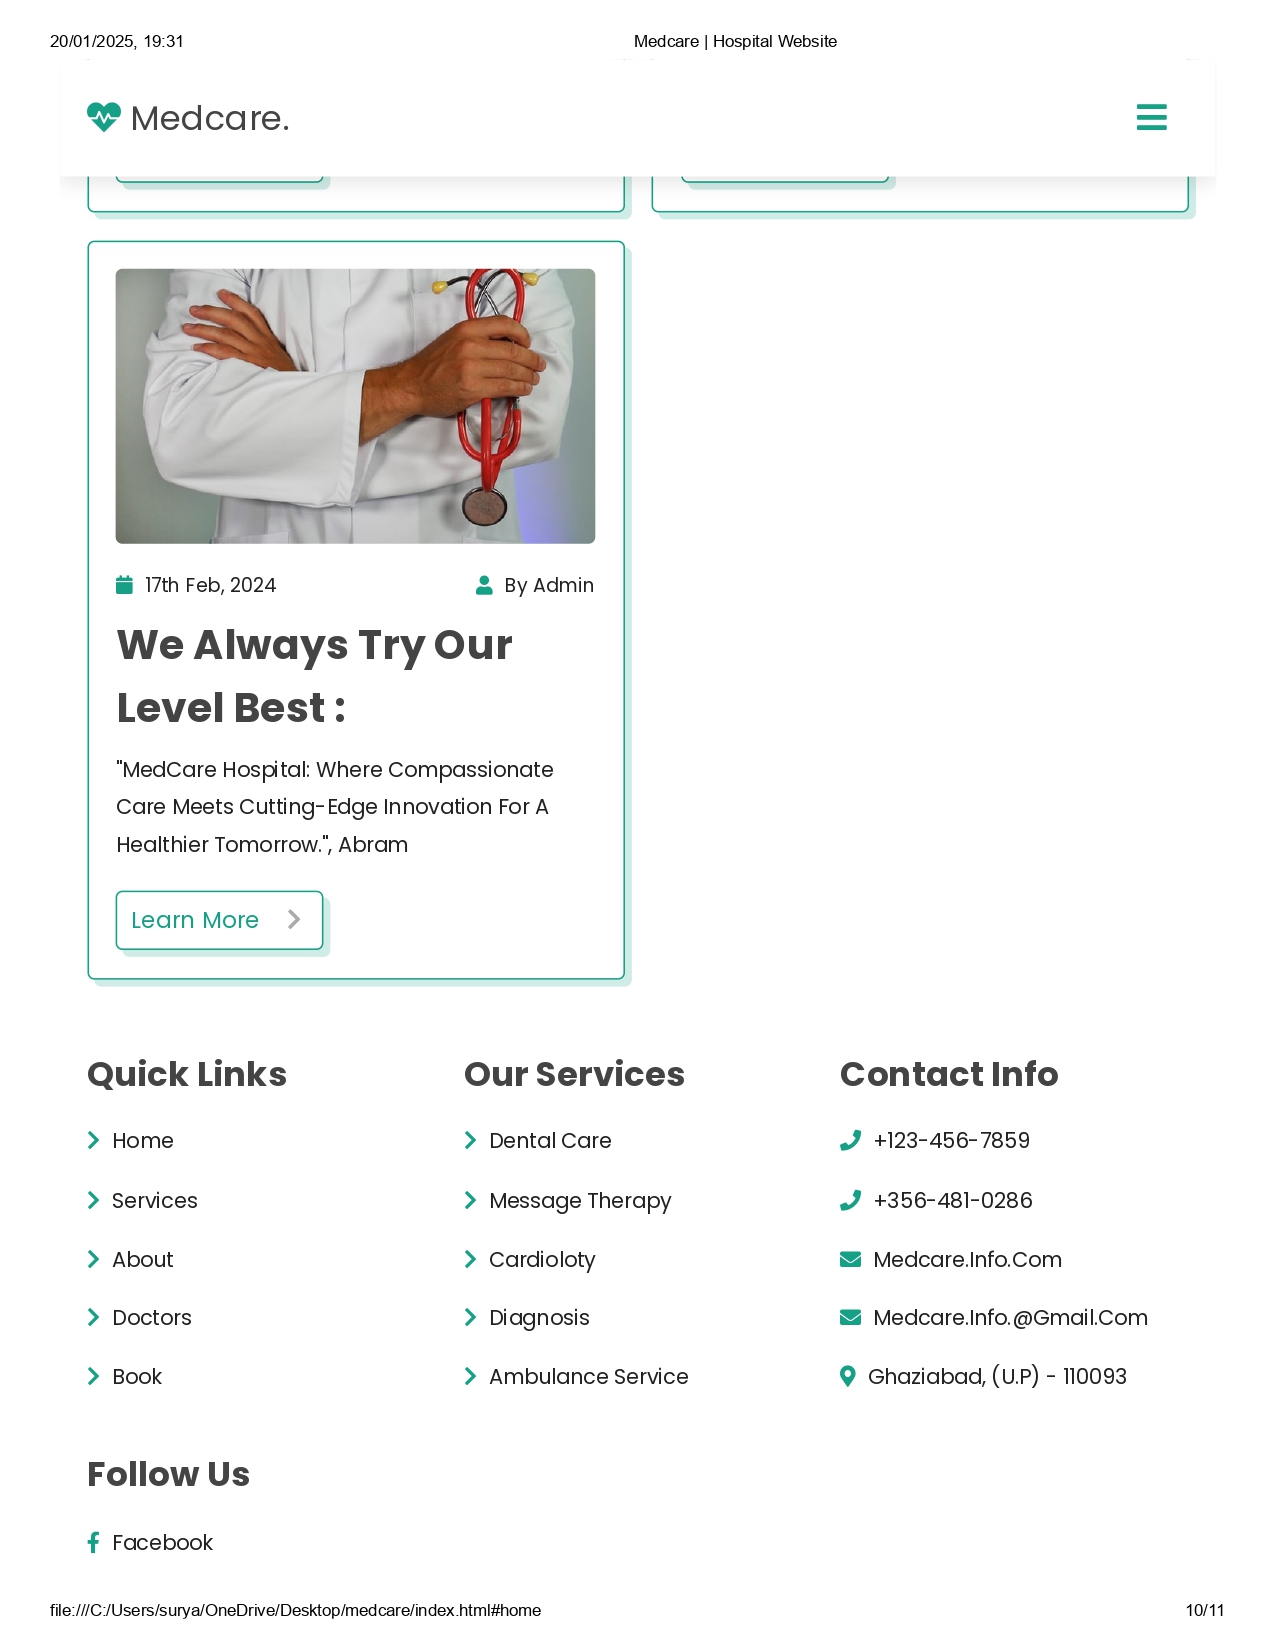 20/01/2025, 19:31 Medcare | Hospital Website
Medcare.
17th Feb, 2024 By Admin
We Always Try Our
Level Best :
"MedCare Hospital: Where Compassionate
Care Meets Cutting-Edge Innovation For A
Healthier Tomorrow.", Abram
Learn More
Quick Links
Home
Services
About
Doctors
Book
Our Services
Dental Care
Message Therapy
Cardioloty
Diagnosis
Ambulance Service
Contact Info
+123-456-7859
+356-481-0286
Medcare.Info.Com
Medcare.Info.@Gmail.Com
Ghaziabad, (U.P) - 110093
Follow Us
Facebook
file:///C:/Users/surya/OneDrive/Desktop/medcare/index.html#home 10/11